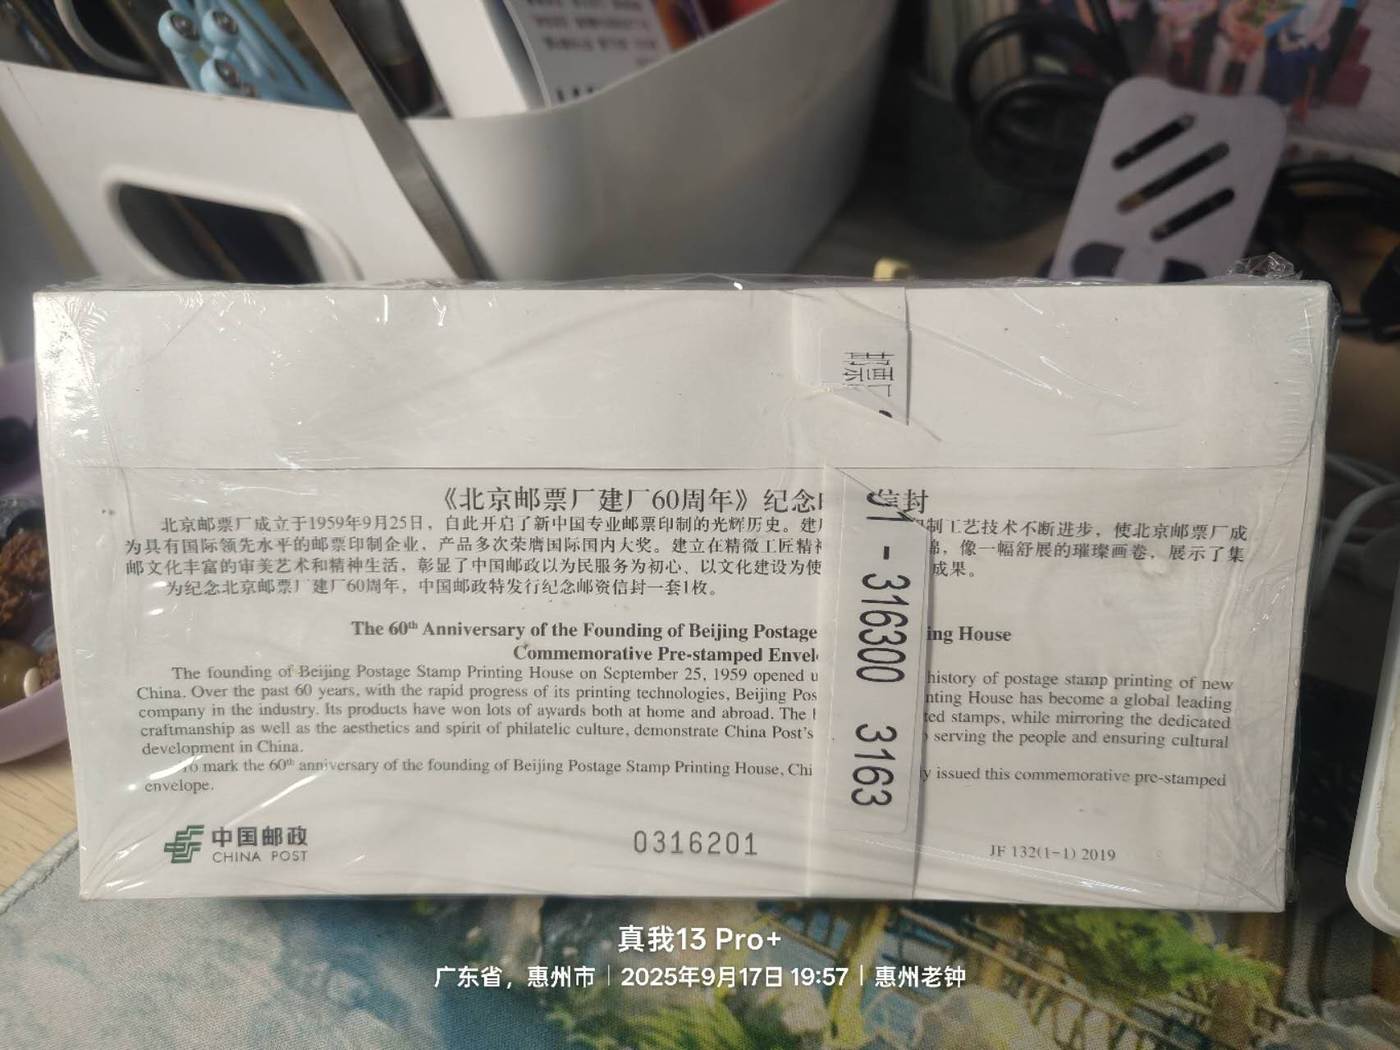 《北京邮票厂建厂60周年》纪念 信封
北京邮票厂成立于1959年9月25日，自此开启了新中国专业邮票印制的光辉历史。建 制工艺技术不断进步，使北京邮票厂成
为具有国际领先水平的邮票印制企业，产品多次荣膺国际国内大奖。建立在精微工匠精 像一幅舒展的璀璨画卷，展示了集
邮文化丰富的审美艺术和精神生活，彰显了中国邮政以为民服务为初心、以文化建设为使 成果。
为纪念北京邮票厂建厂60周年，中国邮政特发行纪念邮资信封一套1枚。
The 60th Anniversary of the Founding of Beijing Postage ing House
Commemorative Pre-stamped Envel
The founding of Beijing Postage Stamp Printing House on September 25, 1959 opened u history of postage stamp printing of new
China. Over the past 60 years, with the rapid progress of its printing technologies, Beijing Pos nting House has become a global leading
company in the industry. Its products have won lots of awards both at home and abroad. The ted stamps, while mirroring the dedicated
craftmanship as well as the aesthetics and spirit of philatelic culture, demonstrate China Post's serving the people and ensuring cultural
development in China.
To mark the 60th anniversary of the founding of Beijing Postage Stamp Printing House, Chi y issued this commemorative pre-stamped
envelope.
01 - 316300 3163
中国邮政
CHINA POST
0316201
JF 132(1-1) 2019
真我13 Pro+
广东省，惠州市 | 2025年9月17日 19:57 | 惠州老钟